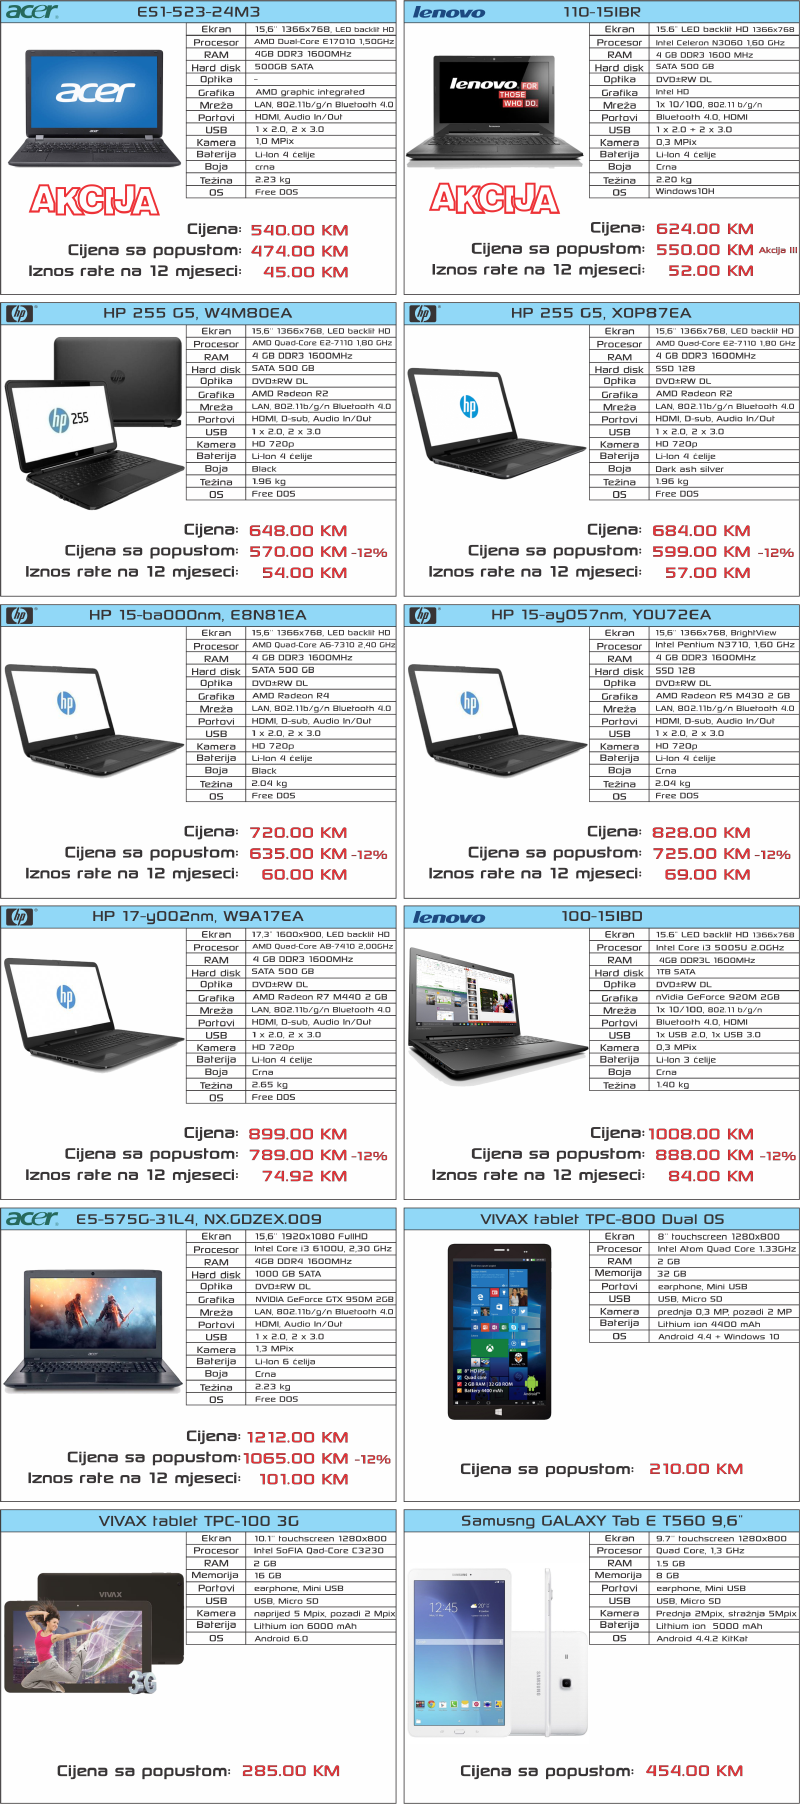 acer ES1-523-24M3
Ekran 15,6" 1366x768, LED backlit HD
Procesor AMD Dual-Core E17010 1,50GHz
RAM 4GB DDR3 1600MHz
Hard disk 500GB SATA
Optika -
Grafika AMD graphic integrated
Mreža LAN, 802.11b/g/n Bluetooth 4.0
Portovi HDMI, Audio In/Out
USB 1 x 2.0, 2 x 3.0
Kamera 1,0 MPix
Baterija Li-Ion 4 ćelije
Boja crna
Težina 2.23 kg
OS Free DOS
acer
AKCIJA
Cijena: 540.00 KM
Cijena sa popustom: 474.00 KM
Iznos rate na 12 mjeseci: 45.00 KM
lenovo 110-15IBR
Ekran 15.6" LED backlit HD 1366x768
Procesor Intel Celeron N3060 1,60 GHz
RAM 4 GB DDR3 1600 MHz
Hard disk SATA 500 GB
Optika DVD±RW DL
Grafika Intel HD
Mreža 1x 10/100, 802.11 b/g/n
Portovi Bluetooth 4.0, HDMI
USB 1 x 2.0 + 2 x 3.0
Kamera 0,3 MPix
Baterija Li-Ion 4 ćelije
Boja Crna
Težina 2.20 kg
OS Windows10H
lenovo FOR
THOSE
WHO DO.
AKCIJA
Cijena: 624.00 KM
Cijena sa popustom: 550.00 KM Akcija !!!
Iznos rate na 12 mjeseci: 52.00 KM
hp HP 255 G5, W4M80EA
Ekran 15,6" 1366x768, LED backlit HD
Procesor AMD Quad-Core E2-7110 1,80 GHz
RAM 4 GB DDR3 1600MHz
Hard disk SATA 500 GB
Optika DVD±RW DL
Grafika AMD Radeon R2
Mreža LAN, 802.11b/g/n Bluetooth 4.0
Portovi HDMI, D-sub, Audio In/Out
USB 1 x 2.0, 2 x 3.0
Kamera HD 720p
Baterija Li-Ion 4 ćelije
Boja Black
Težina 1.96 kg
OS Free DOS
hp 255
Cijena: 648.00 KM
Cijena sa popustom: 570.00 KM -12%
Iznos rate na 12 mjeseci: 54.00 KM
hp HP 255 G5, X0P87EA
Ekran 15,6" 1366x768, LED backlit HD
Procesor AMD Quad-Core E2-7110 1,80 GHz
RAM 4 GB DDR3 1600MHz
Hard disk SSD 128
Optika DVD±RW DL
Grafika AMD Radeon R2
Mreža LAN, 802.11b/g/n Bluetooth 4.0
Portovi HDMI, D-sub, Audio In/Out
USB 1 x 2.0, 2 x 3.0
Kamera HD 720p
Baterija Li-Ion 4 ćelije
Boja Dark ash silver
Težina 1.96 kg
OS Free DOS
hp
Cijena: 684.00 KM
Cijena sa popustom: 599.00 KM -12%
Iznos rate na 12 mjeseci: 57.00 KM
hp HP 15-ba000nm, E8N81EA
Ekran 15,6" 1366x768, LED backlit HD
Procesor AMD Quad-Core A6-7310 2,40 GHz
RAM 4 GB DDR3 1600MHz
Hard disk SATA 500 GB
Optika DVD±RW DL
Grafika AMD Radeon R4
Mreža LAN, 802.11b/g/n Bluetooth 4.0
Portovi HDMI, D-sub, Audio In/Out
USB 1 x 2.0, 2 x 3.0
Kamera HD 720p
Baterija Li-Ion 4 ćelije
Boja Black
Težina 2.04 kg
OS Free DOS
hp
Cijena: 720.00 KM
Cijena sa popustom: 635.00 KM -12%
Iznos rate na 12 mjeseci: 60.00 KM
hp HP 15-ay057nm, Y0U72EA
Ekran 15,6" 1366x768, BrightView
Procesor Intel Pentium N3710, 1,60 GHz
RAM 4 GB DDR3 1600MHz
Hard disk SSD 128
Optika DVD±RW DL
Grafika AMD Radeon R5 M430 2 GB
Mreža LAN, 802.11b/g/n Bluetooth 4.0
Portovi HDMI, D-sub, Audio In/Out
USB 1 x 2.0, 2 x 3.0
Kamera HD 720p
Baterija Li-Ion 4 ćelije
Boja Crna
Težina 2.04 kg
OS Free DOS
hp
Cijena: 828.00 KM
Cijena sa popustom: 725.00 KM -12%
Iznos rate na 12 mjeseci: 69.00 KM
hp HP 17-y002nm, W9A17EA
Ekran 17,3" 1600x900, LED backlit HD
Procesor AMD Quad-Core A8-7410 2,00GHz
RAM 4 GB DDR3 1600MHz
Hard disk SATA 500 GB
Optika DVD±RW DL
Grafika AMD Radeon R7 M440 2 GB
Mreža LAN, 802.11b/g/n Bluetooth 4.0
Portovi HDMI, D-sub, Audio In/Out
USB 1 x 2.0, 2 x 3.0
Kamera HD 720p
Baterija Li-Ion 4 ćelije
Boja Crna
Težina 2.65 kg
OS Free DOS
hp
Cijena: 899.00 KM
Cijena sa popustom: 789.00 KM -12%
Iznos rate na 12 mjeseci: 74.92 KM
lenovo 100-15IBD
Ekran 15.6" LED backlit HD 1366x768
Procesor Intel Core i3 5005U 2.0GHz
RAM 4GB DDR3L 1600MHz
Hard disk 1TB SATA
Optika DVD±RW DL
Grafika nVidia GeForce 920M 2GB
Mreža 1x 10/100, 802.11 b/g/n
Portovi Bluetooth 4.0, HDMI
USB 1x USB 2.0, 1x USB 3.0
Kamera 0,3 MPix
Baterija Li-Ion 3 ćelije
Boja Crna
Težina 1.40 kg
Cijena: 1008.00 KM
Cijena sa popustom: 888.00 KM -12%
Iznos rate na 12 mjeseci: 84.00 KM
acer E5-575G-31L4, NX.GDZEX.009
Ekran 15,6" 1920x1080 FullHD
Procesor Intel Core i3 6100U, 2,30 GHz
RAM 4GB DDR4 1600MHz
Hard disk 1000 GB SATA
Optika DVD±RW DL
Grafika NVIDIA GeForce GTX 950M 2GB
Mreža LAN, 802.11b/g/n Bluetooth 4.0
Portovi HDMI, Audio In/Out
USB 1 x 2.0, 2 x 3.0
Kamera 1,3 MPix
Baterija Li-Ion 6 ćelija
Boja Crna
Težina 2.23 kg
OS Free DOS
Cijena: 1212.00 KM
Cijena sa popustom: 1065.00 KM -12%
Iznos rate na 12 mjeseci: 101.00 KM
VIVAX tablet TPC-800 Dual OS
Ekran 8" touchscreen 1280x800
Procesor Intel Atom Quad Core 1.33GHz
RAM 2 GB
Memorija 32 GB
Portovi earphone, Mini USB
USB USB, Micro SD
Kamera prednja 0,3 MP, pozadi 2 MP
Baterija Lithium ion 4400 mAh
OS Android 4.4 + Windows 10
8" HD IPS
Quad core
2 GB RAM | 32 GB ROM
Battery 4400 mAh
Cijena sa popustom: 210.00 KM
VIVAX tablet TPC-100 3G
Ekran 10.1" touchscreen 1280x800
Procesor Intel SoFIA Qad-Core C3230
RAM 2 GB
Memorija 16 GB
Portovi earphone, Mini USB
USB USB, Micro SD
Kamera naprijed 5 Mpix, pozadi 2 Mpix
Baterija Lithium ion 6000 mAh
OS Android 6.0
VIVAX
3G
Cijena sa popustom: 285.00 KM
Samusng GALAXY Tab E T560 9,6"
Ekran 9.7" touchscreen 1280x800
Procesor Quad Core, 1,3 GHz
RAM 1.5 GB
Memorija 8 GB
Portovi earphone, Mini USB
USB USB, Micro SD
Kamera Prednja 2Mpix, stražnja 5Mpix
Baterija Lithium ion 5000 mAh
OS Android 4.4.2 KitKat
12:45 20°
SAMSUNG
Cijena sa popustom: 454.00 KM